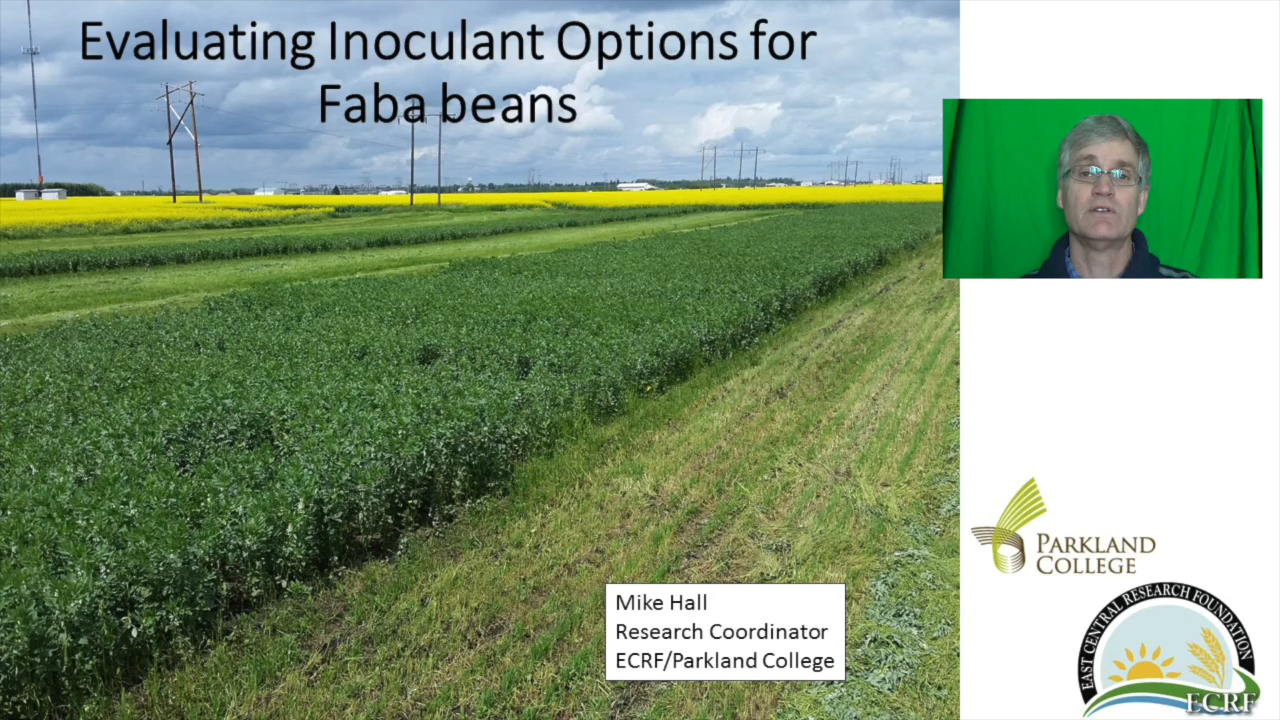 Evaluating Inoculant Options for
Faba beans
Mike Hall
Research Coordinator
ECRF/Parkland College
PARKLAND
COLLEGE
EAST CENTRAL RESEARCH FOUNDATION
ECRF